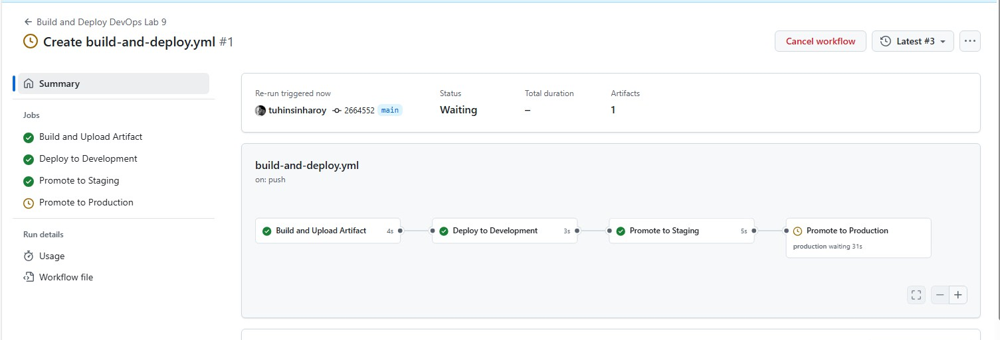 Build and Deploy DevOps Lab 9
Create build-and-deploy.yml #1
Cancel workflow
Latest #3
Summary
Jobs
Build and Upload Artifact
Deploy to Development
Promote to Staging
Promote to Production
Run details
Usage
Workflow file
Re-run triggered now
tuhinsinharoy 2664552 main
Status
Waiting
Total duration
–
Artifacts
1
build-and-deploy.yml
on: push
Build and Upload Artifact 4s
Deploy to Development 3s
Promote to Staging 5s
Promote to Production
production waiting 31s